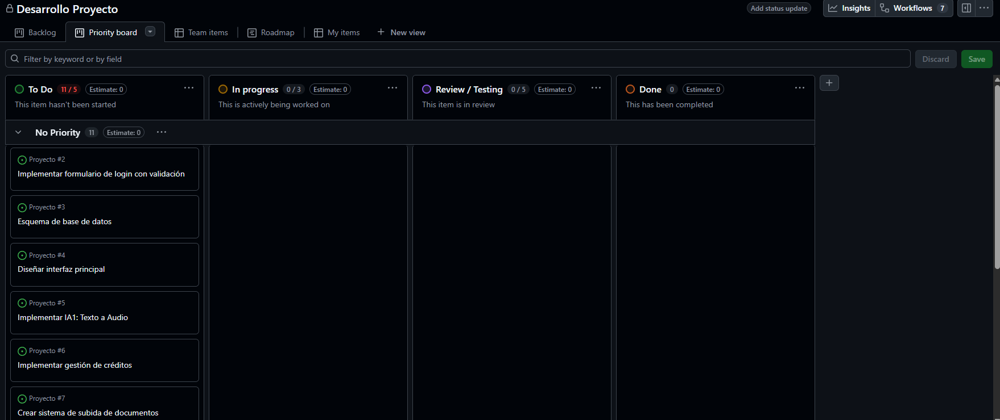 Desarrollo Proyecto
Add status update
Insights
Workflows 7
Backlog
Priority board
Team items
Roadmap
My items
New view
Filter by keyword or by field
Discard
Save
To Do 11 / 5 Estimate: 0
This item hasn't been started
In progress 0 / 3 Estimate: 0
This is actively being worked on
Review / Testing 0 / 5 Estimate: 0
This item is in review
Done 0 Estimate: 0
This has been completed
No Priority 11 Estimate: 0
Proyecto #2
Implementar formulario de login con validación
Proyecto #3
Esquema de base de datos
Proyecto #4
Diseñar interfaz principal
Proyecto #5
Implementar IA1: Texto a Audio
Proyecto #6
Implementar gestión de créditos
Proyecto #7
Crear sistema de subida de documentos